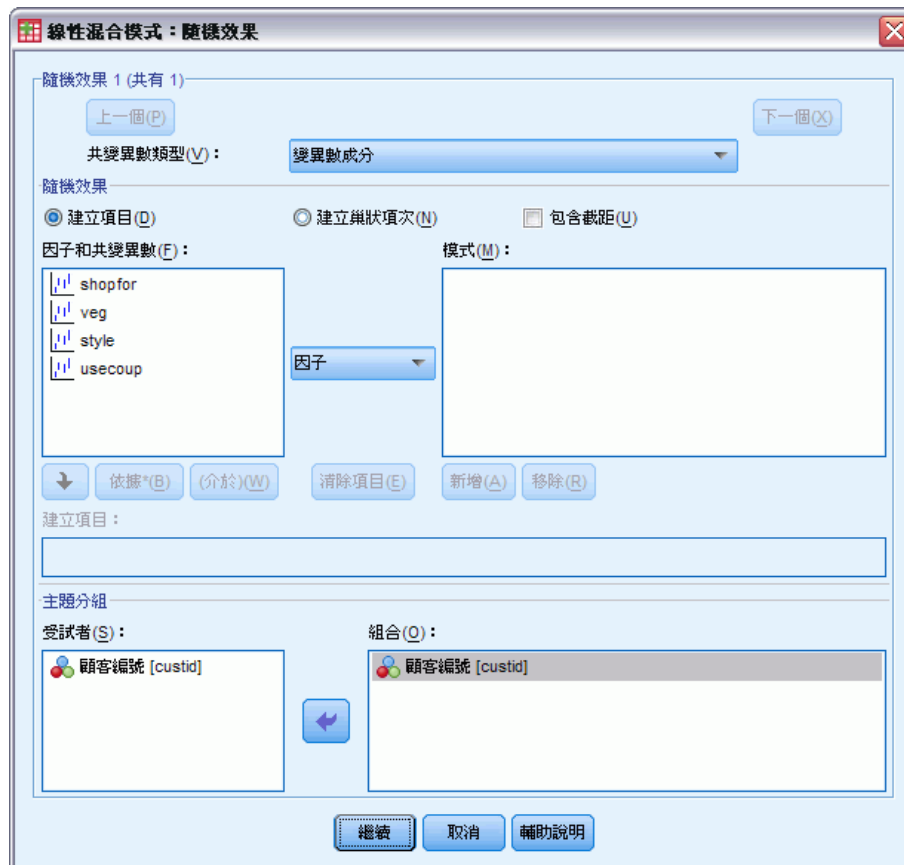 線性混合模式：隨機效果
隨機效果 1 (共有 1)
上一個(P)
下一個(X)
共變異數類型(V)：
變異數成分
隨機效果
建立項目(D)
建立巢狀項次(N)
包含截距(U)
因子和共變異數(F)：
模式(M)：
shopfor
veg
style
usecoup
因子
依據*(B)
(介於)(W)
清除項目(E)
新增(A)
移除(R)
建立項目：
主題分組
受試者(S)：
組合(O)：
顧客編號 [custid]
顧客編號 [custid]
繼續
取消
輔助說明